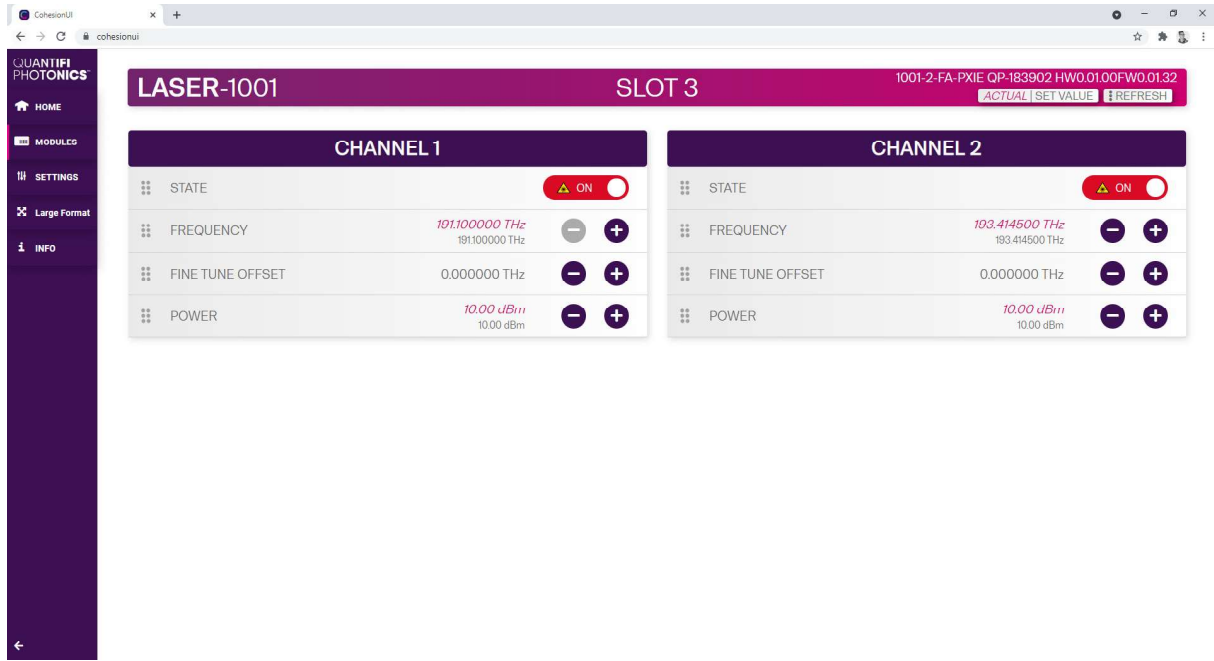 CohesionUI
cohesionui
QUANTIFI
PHOTONICS™
HOME
MODULES
SETTINGS
Large Format
INFO
LASER-1001
SLOT 3
1001-2-FA-PXIE QP-183902 HW0.01.00FW0.01.32
ACTUAL | SET VALUE
REFRESH
CHANNEL 1
STATE
ON
FREQUENCY
191.100000 THz
191.100000 THz
FINE TUNE OFFSET
0.000000 THz
POWER
10.00 dBm
10.00 dBm
CHANNEL 2
STATE
ON
FREQUENCY
193.414500 THz
193.414500 THz
FINE TUNE OFFSET
0.000000 THz
POWER
10.00 dBm
10.00 dBm